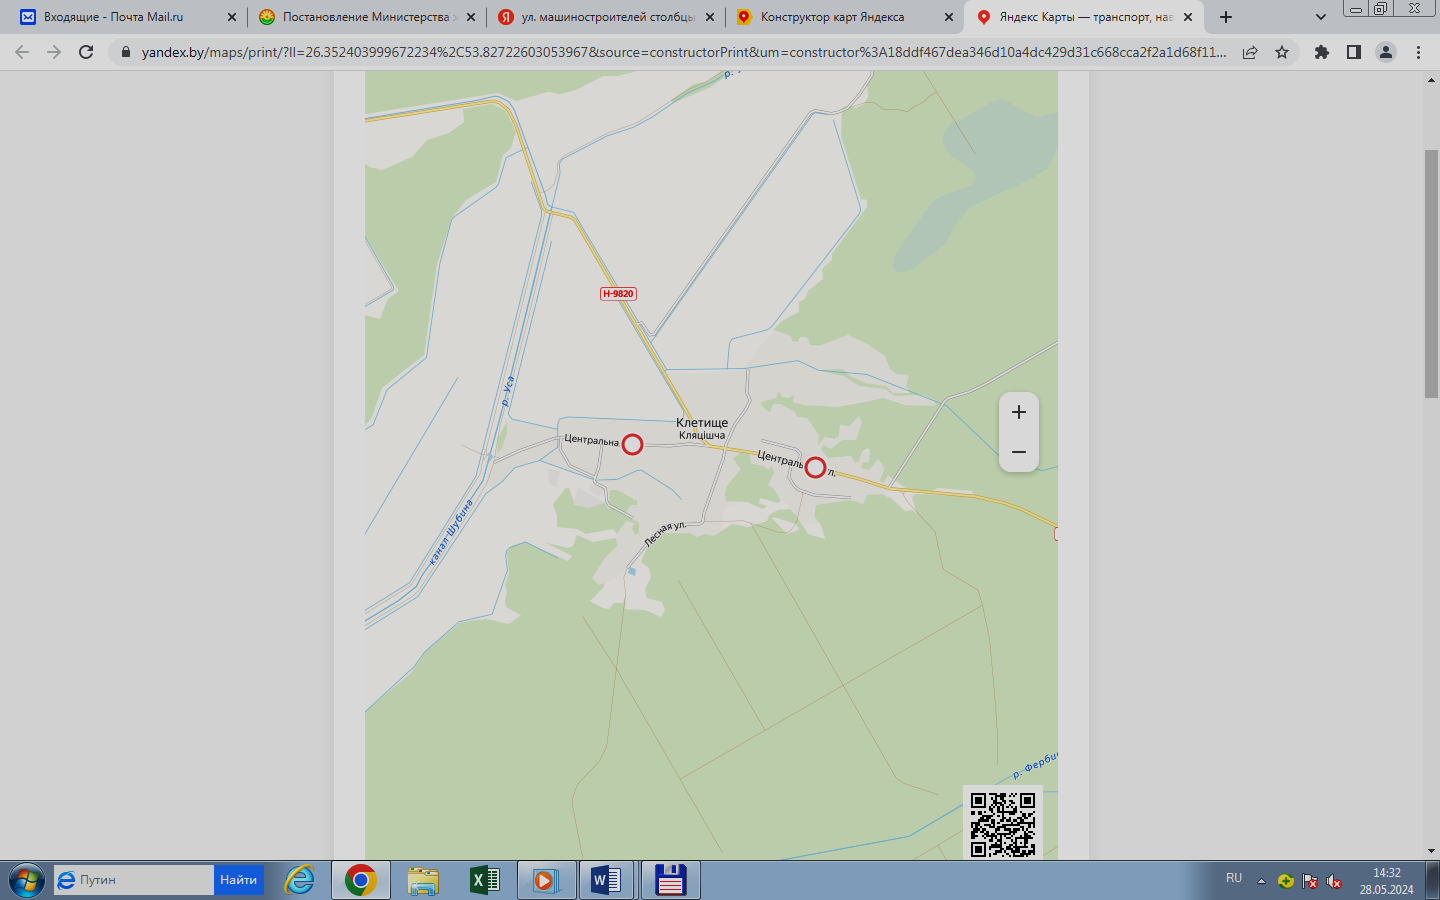 Входящие - Почта Mail.ru
Постановление Министерства
ул. машиностроителей столбцы
Конструктор карт Яндекса
Яндекс Карты — транспорт, нав
yandex.by/maps/print/?ll=26.352403999672234%2C53.82722603053967&source=constructorPrint&um=constructor%3A18ddf467dea346d10a4dc429d31c668cca2f2a1d68f11...
Н-9820
р. Уса
Клетище
Кляцішча
Центральна
Централь
ул.
канал Шубина
Лесная ул.
р. Ферби
Путин
Найти
RU
14:32
28.05.2024